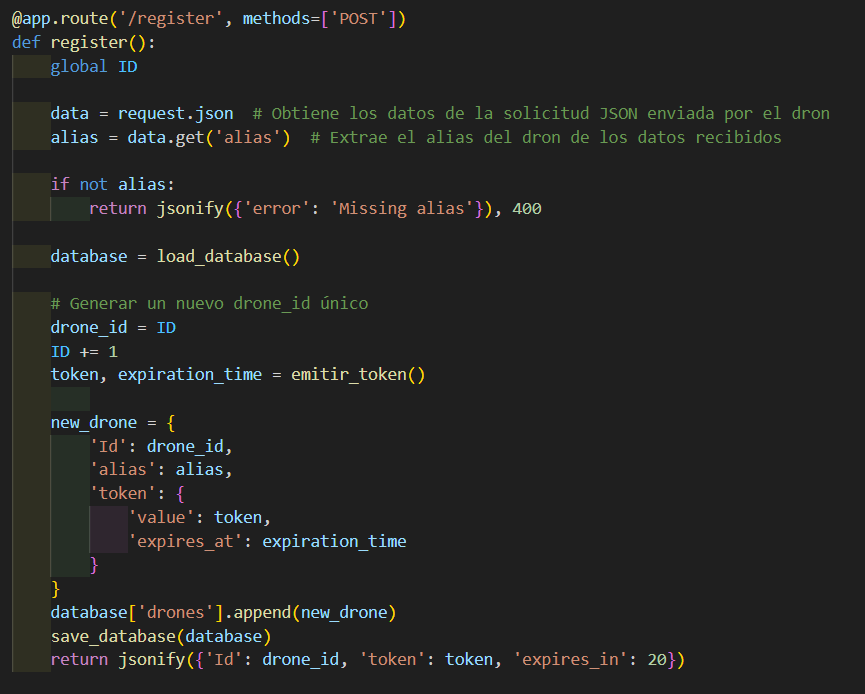 @app.route('/register', methods=['POST'])
def register():
    global ID

    data = request.json  # Obtiene los datos de la solicitud JSON enviada por el dron
    alias = data.get('alias')  # Extrae el alias del dron de los datos recibidos

    if not alias:
        return jsonify({'error': 'Missing alias'}), 400

    database = load_database()

    # Generar un nuevo drone_id único
    drone_id = ID
    ID += 1
    token, expiration_time = emitir_token()

    new_drone = {
        'Id': drone_id,
        'alias': alias,
        'token': {
            'value': token,
            'expires_at': expiration_time
        }
    }
    database['drones'].append(new_drone)
    save_database(database)
    return jsonify({'Id': drone_id, 'token': token, 'expires_in': 20})